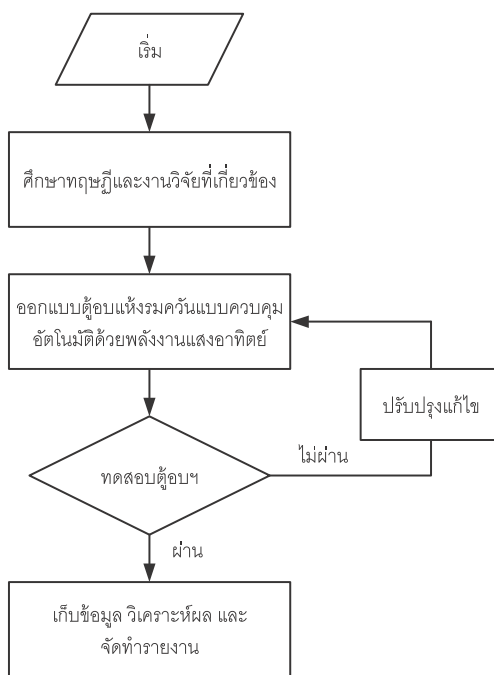 เริ่ม
ศึกษาทฤษฎีและงานวิจัยที่เกี่ยวข้อง
ออกแบบตู้อบแห้งรมควันแบบควบคุม
อัตโนมัติด้วยพลังงานแสงอาทิตย์
ปรับปรุงแก้ไข
ทดสอบตู้อบฯ
ไม่ผ่าน
ผ่าน
เก็บข้อมูล วิเคราะห์ผล และ
จัดทำรายงาน